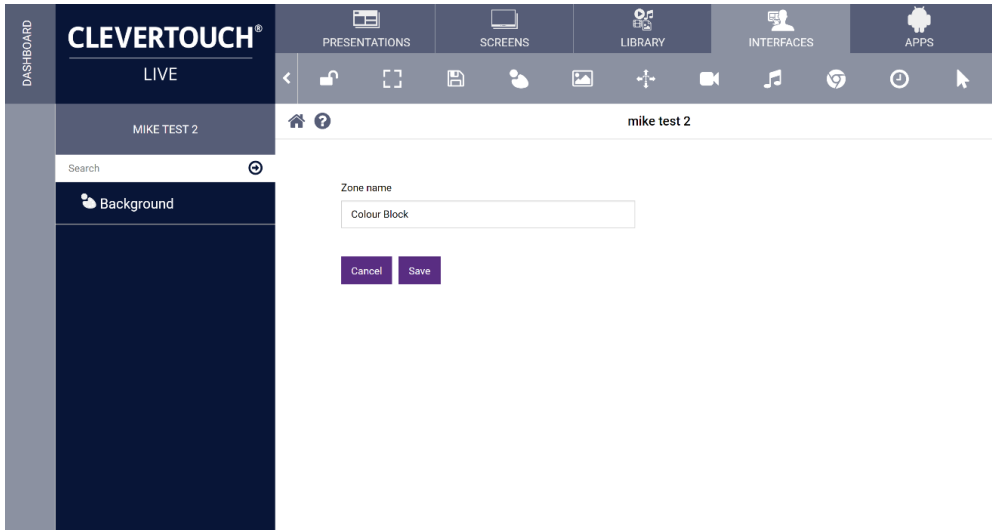 DASHBOARD
CLEVERTOUCH®
LIVE
PRESENTATIONS
SCREENS
LIBRARY
INTERFACES
APPS
MIKE TEST 2
mike test 2
Search
Background
Zone name
Colour Block
Cancel
Save